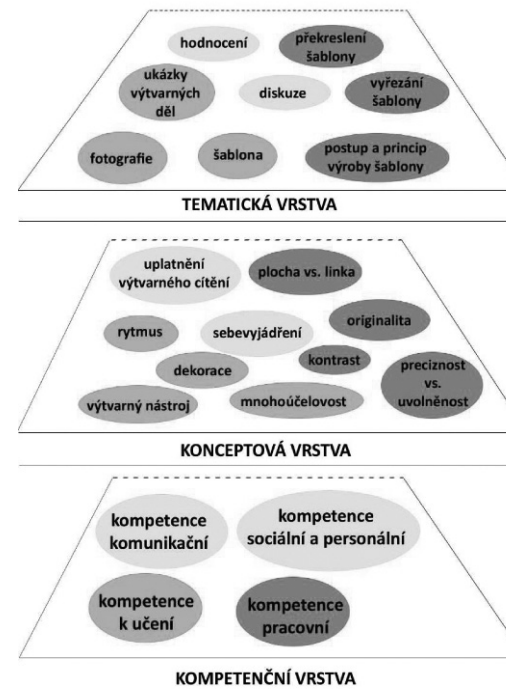 hodnocení
překreslení
šablony
ukázky
výtvarných
děl
diskuze
vyřezání
šablony
fotografie
šablona
postup a princip
výroby šablony
TEMATICKÁ VRSTVA
uplatnění
výtvarného cítění
plocha vs. linka
rytmus
sebevyjádření
originalita
dekorace
kontrast
preciznost
vs.
uvolněnost
výtvarný nástroj
mnohoúčelovost
KONCEPTOVÁ VRSTVA
kompetence
komunikační
kompetence
sociální a personální
kompetence
k učení
kompetence
pracovní
KOMPETENČNÍ VRSTVA